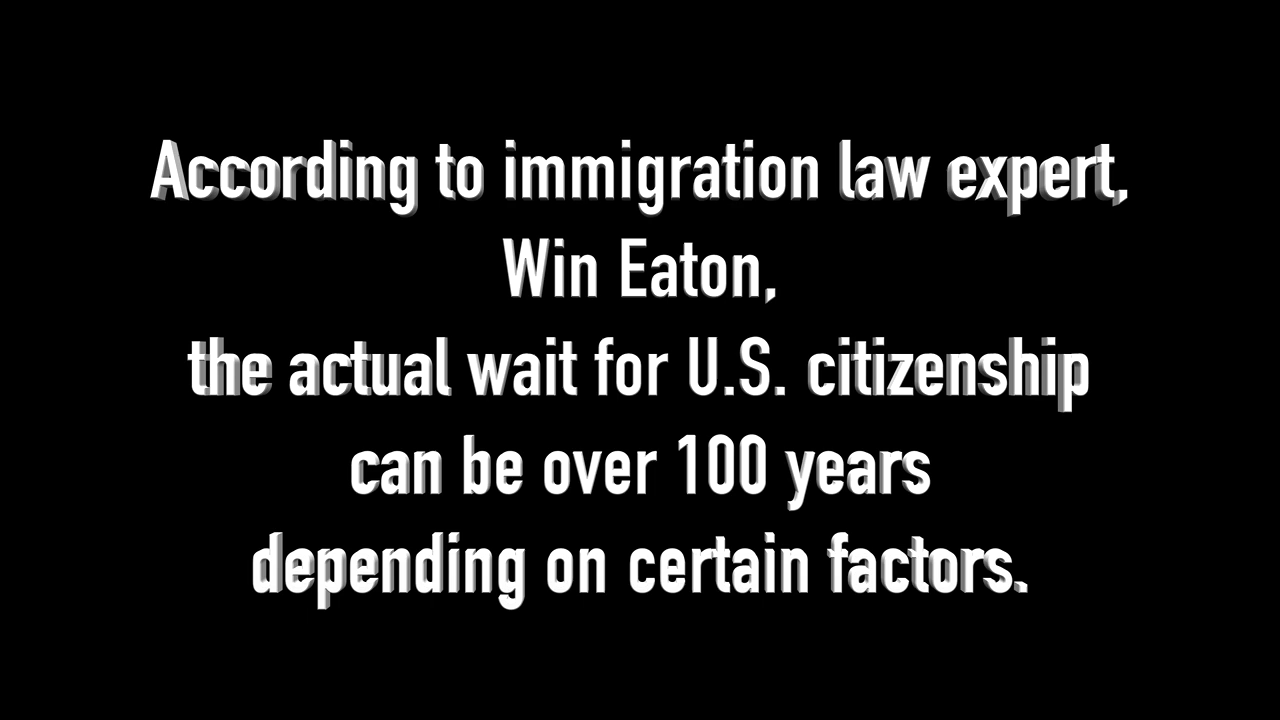 According to immigration law expert,
Win Eaton,
the actual wait for U.S. citizenship
can be over 100 years
depending on certain factors.